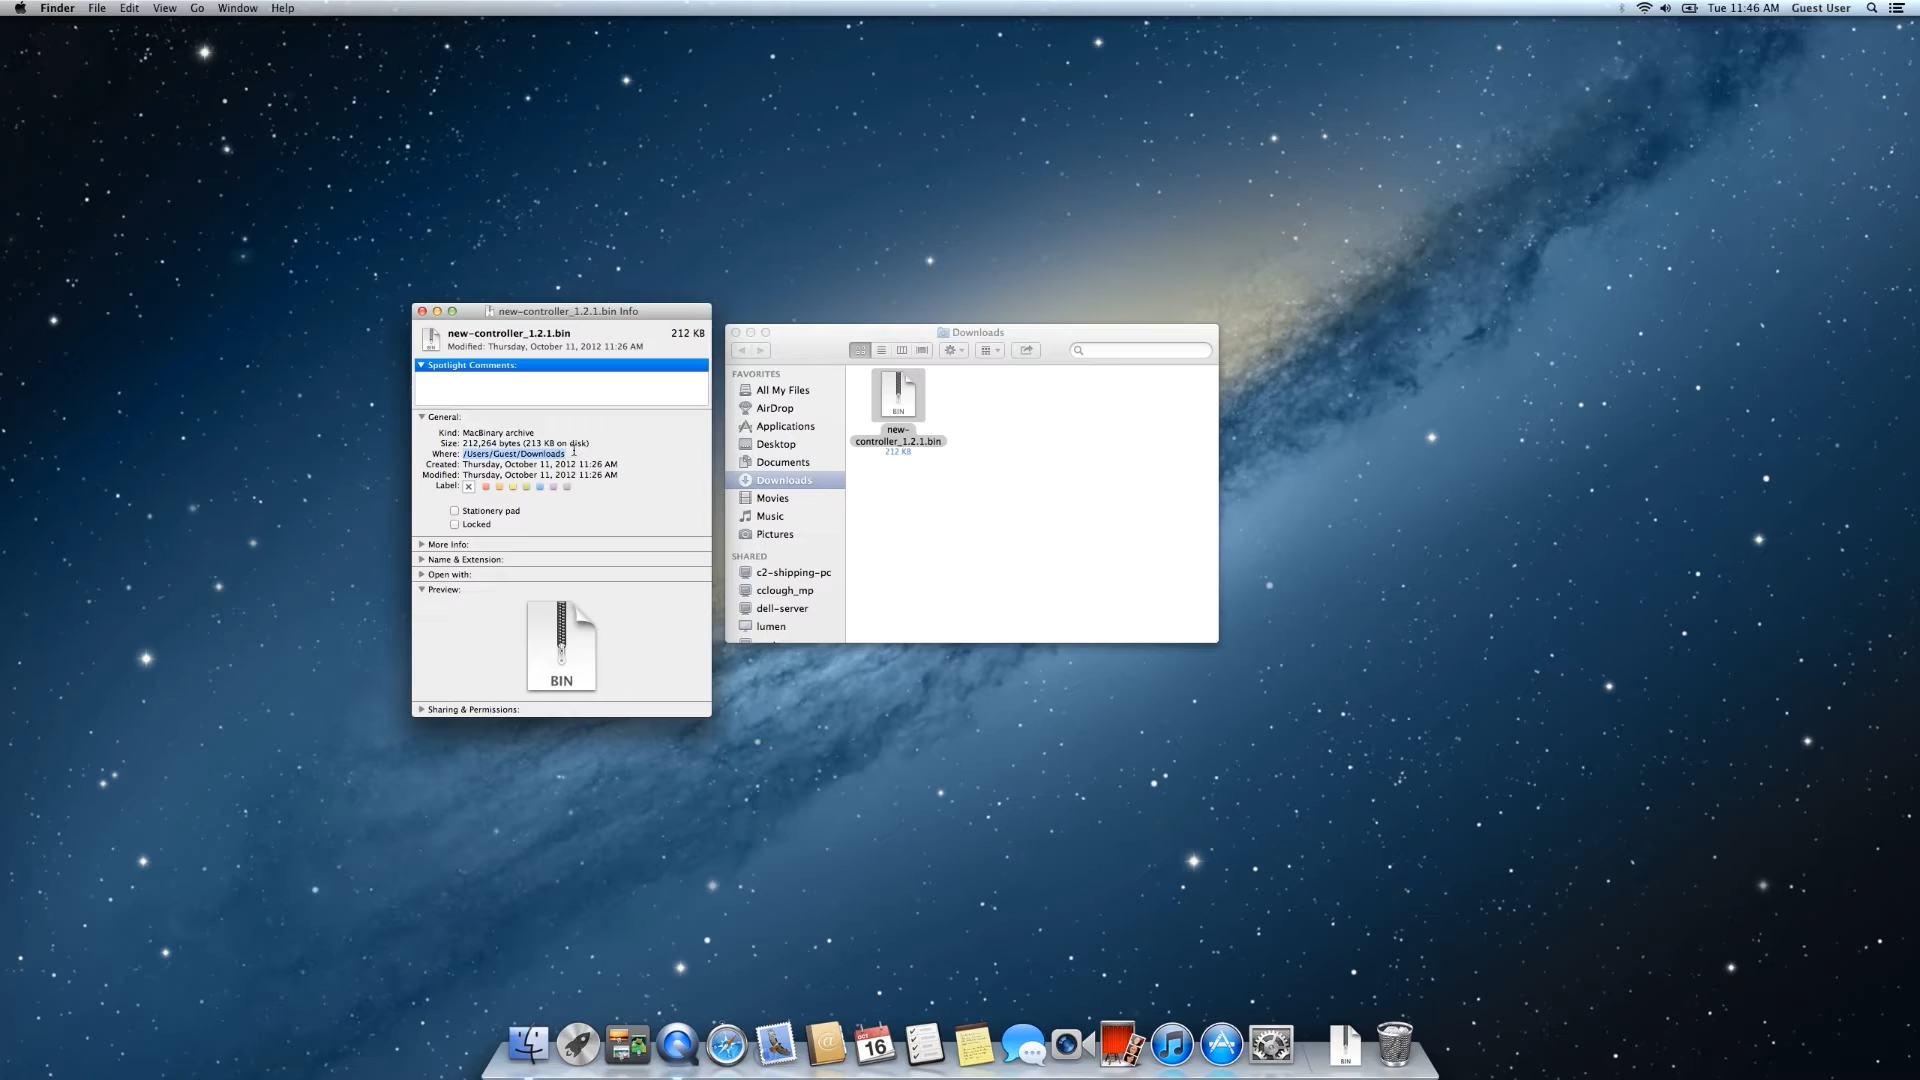 Finder File Edit View Go Window Help
Tue 11:46 AM Guest User
new-controller_1.2.1.bin Info
new-controller_1.2.1.bin 212 KB
Modified: Thursday, October 11, 2012 11:26 AM
Spotlight Comments:
General:
Kind: MacBinary archive
Size: 212,264 bytes (213 KB on disk)
Where: /Users/Guest/Downloads
Created: Thursday, October 11, 2012 11:26 AM
Modified: Thursday, October 11, 2012 11:26 AM
Label:
Stationery pad
Locked
More Info:
Name & Extension:
Open with:
Preview:
BIN
Sharing & Permissions:
Downloads
FAVORITES
All My Files
AirDrop
Applications
Desktop
Documents
Downloads
Movies
Music
Pictures
SHARED
c2-shipping-pc
cclough_mp
dell-server
lumen
BIN
new-
controller_1.2.1.bin
212 KB
OCT
16
BIN